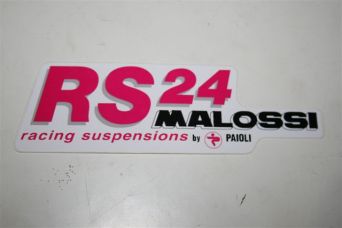 RS24
MALOSSI
racing suspensions by PAIOLI